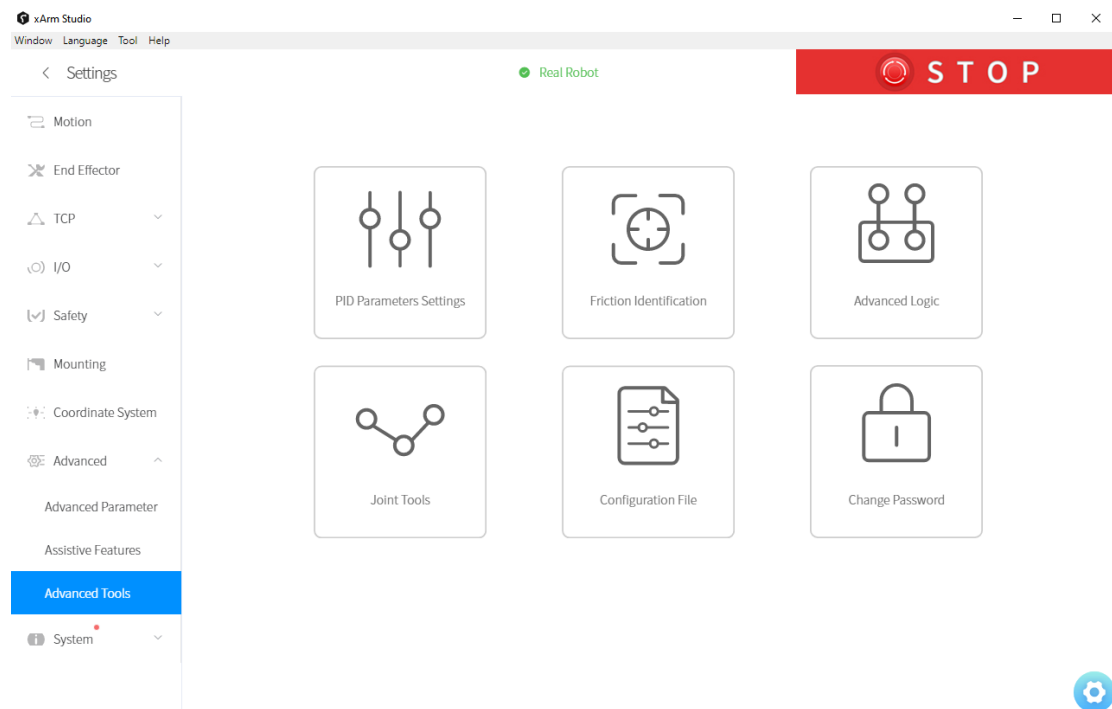 xArm Studio
Window Language Tool Help
Settings
Real Robot
STOP
Motion
End Effector
TCP
I/O
Safety
Mounting
Coordinate System
Advanced
Advanced Parameter
Assistive Features
Advanced Tools
System
PID Parameters Settings
Friction Identification
Advanced Logic
Joint Tools
Configuration File
Change Password